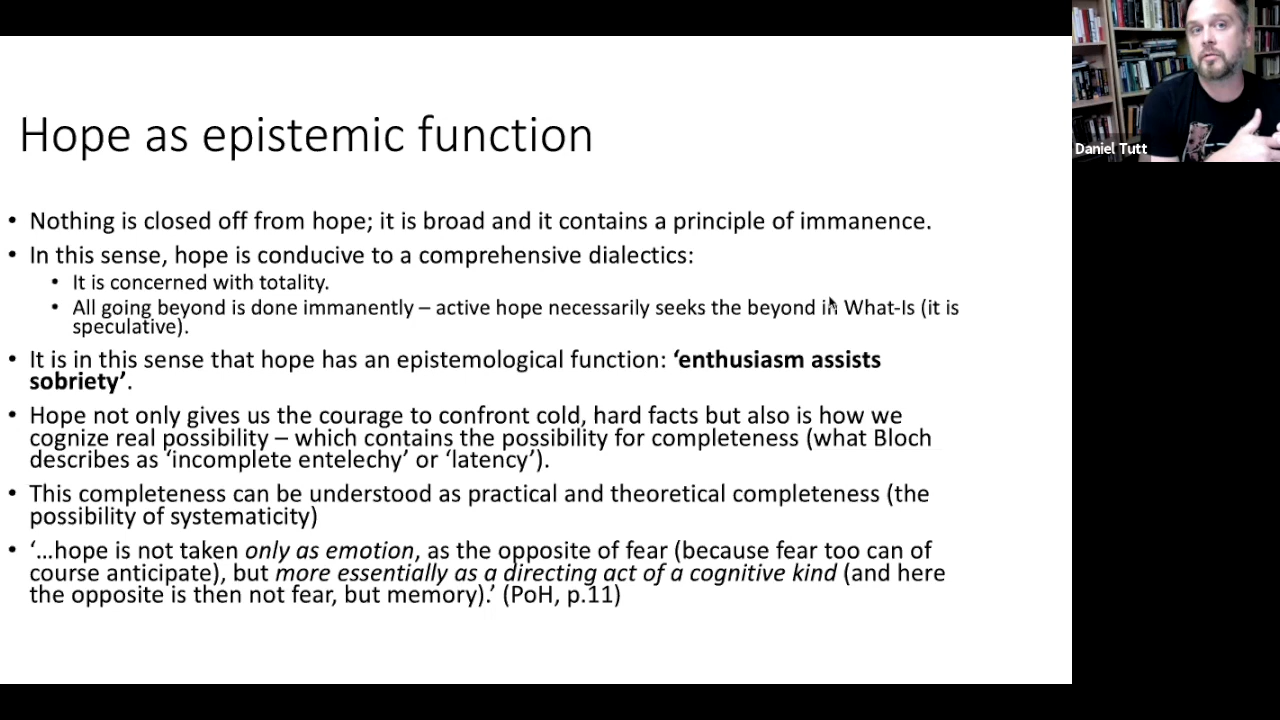 Hope as epistemic function
• Nothing is closed off from hope; it is broad and it contains a principle of immanence.
• In this sense, hope is conducive to a comprehensive dialectics:
• It is concerned with totality.
• All going beyond is done immanently – active hope necessarily seeks the beyond in What-Is (it is
speculative).
• It is in this sense that hope has an epistemological function: ‘enthusiasm assists
sobriety’.
• Hope not only gives us the courage to confront cold, hard facts but also is how we
cognize real possibility – which contains the possibility for completeness (what Bloch
describes as ‘incomplete entelechy’ or ‘latency’).
• This completeness can be understood as practical and theoretical completeness (the
possibility of systematicity)
• ‘…hope is not taken only as emotion, as the opposite of fear (because fear too can of
course anticipate), but more essentially as a directing act of a cognitive kind (and here
the opposite is then not fear, but memory).’ (PoH, p.11)
Daniel Tutt